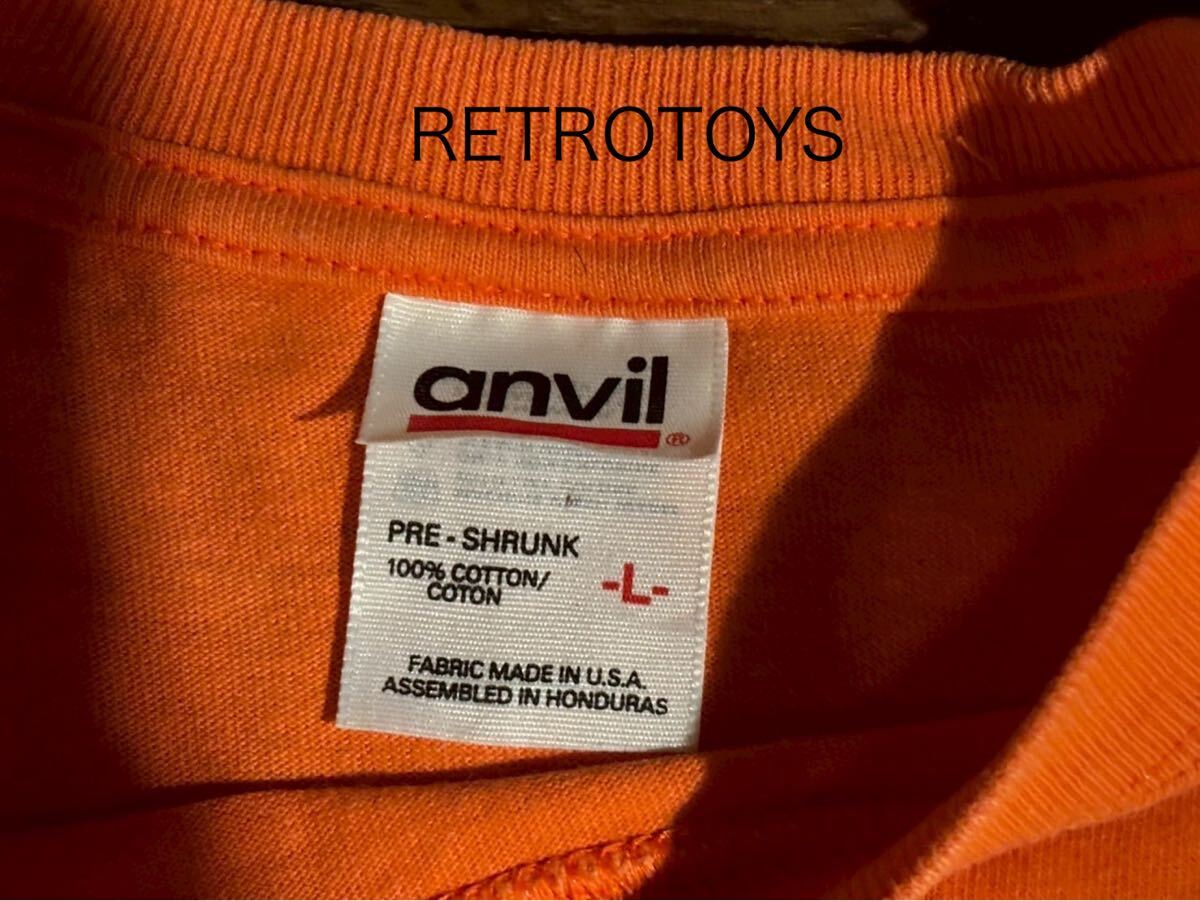 RETROTOYS
anvil
®
PRE - SHRUNK
100% COTTON/
COTON
-L-
FABRIC MADE IN U.S.A.
ASSEMBLED IN HONDURAS